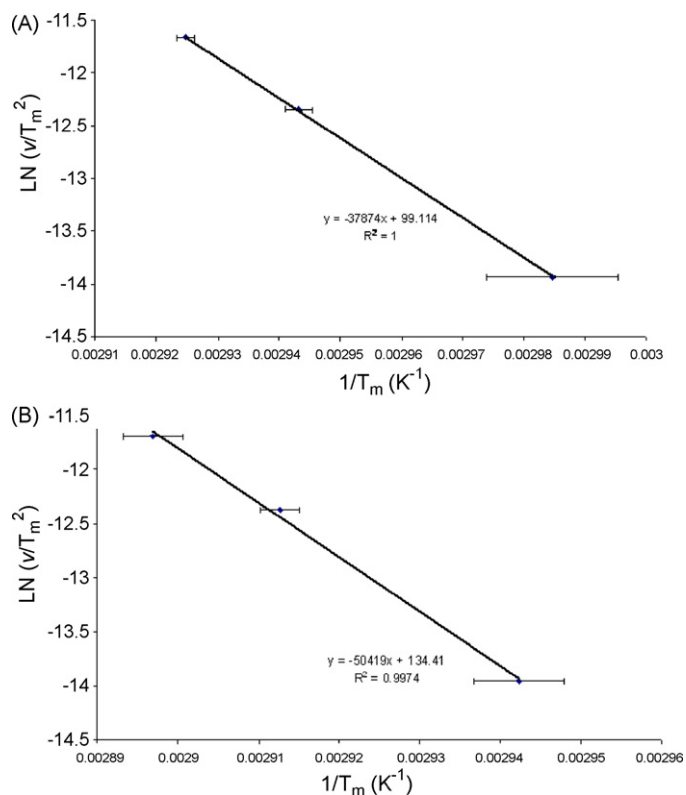 (A)
-11.5
-12
-12.5
-13
-13.5
-14
-14.5
LN (v/Tm²)
y = -37874x + 99.114
R² = 1
0.00291 0.00292 0.00293 0.00294 0.00295 0.00296 0.00297 0.00298 0.00299 0.003
1/Tm (K⁻¹)
(B)
-11.5
-12
-12.5
-13
-13.5
-14
-14.5
LN (v/Tm²)
y = -50419x + 134.41
R² = 0.9974
0.00289 0.0029 0.00291 0.00292 0.00293 0.00294 0.00295 0.00296
1/Tm (K⁻¹)